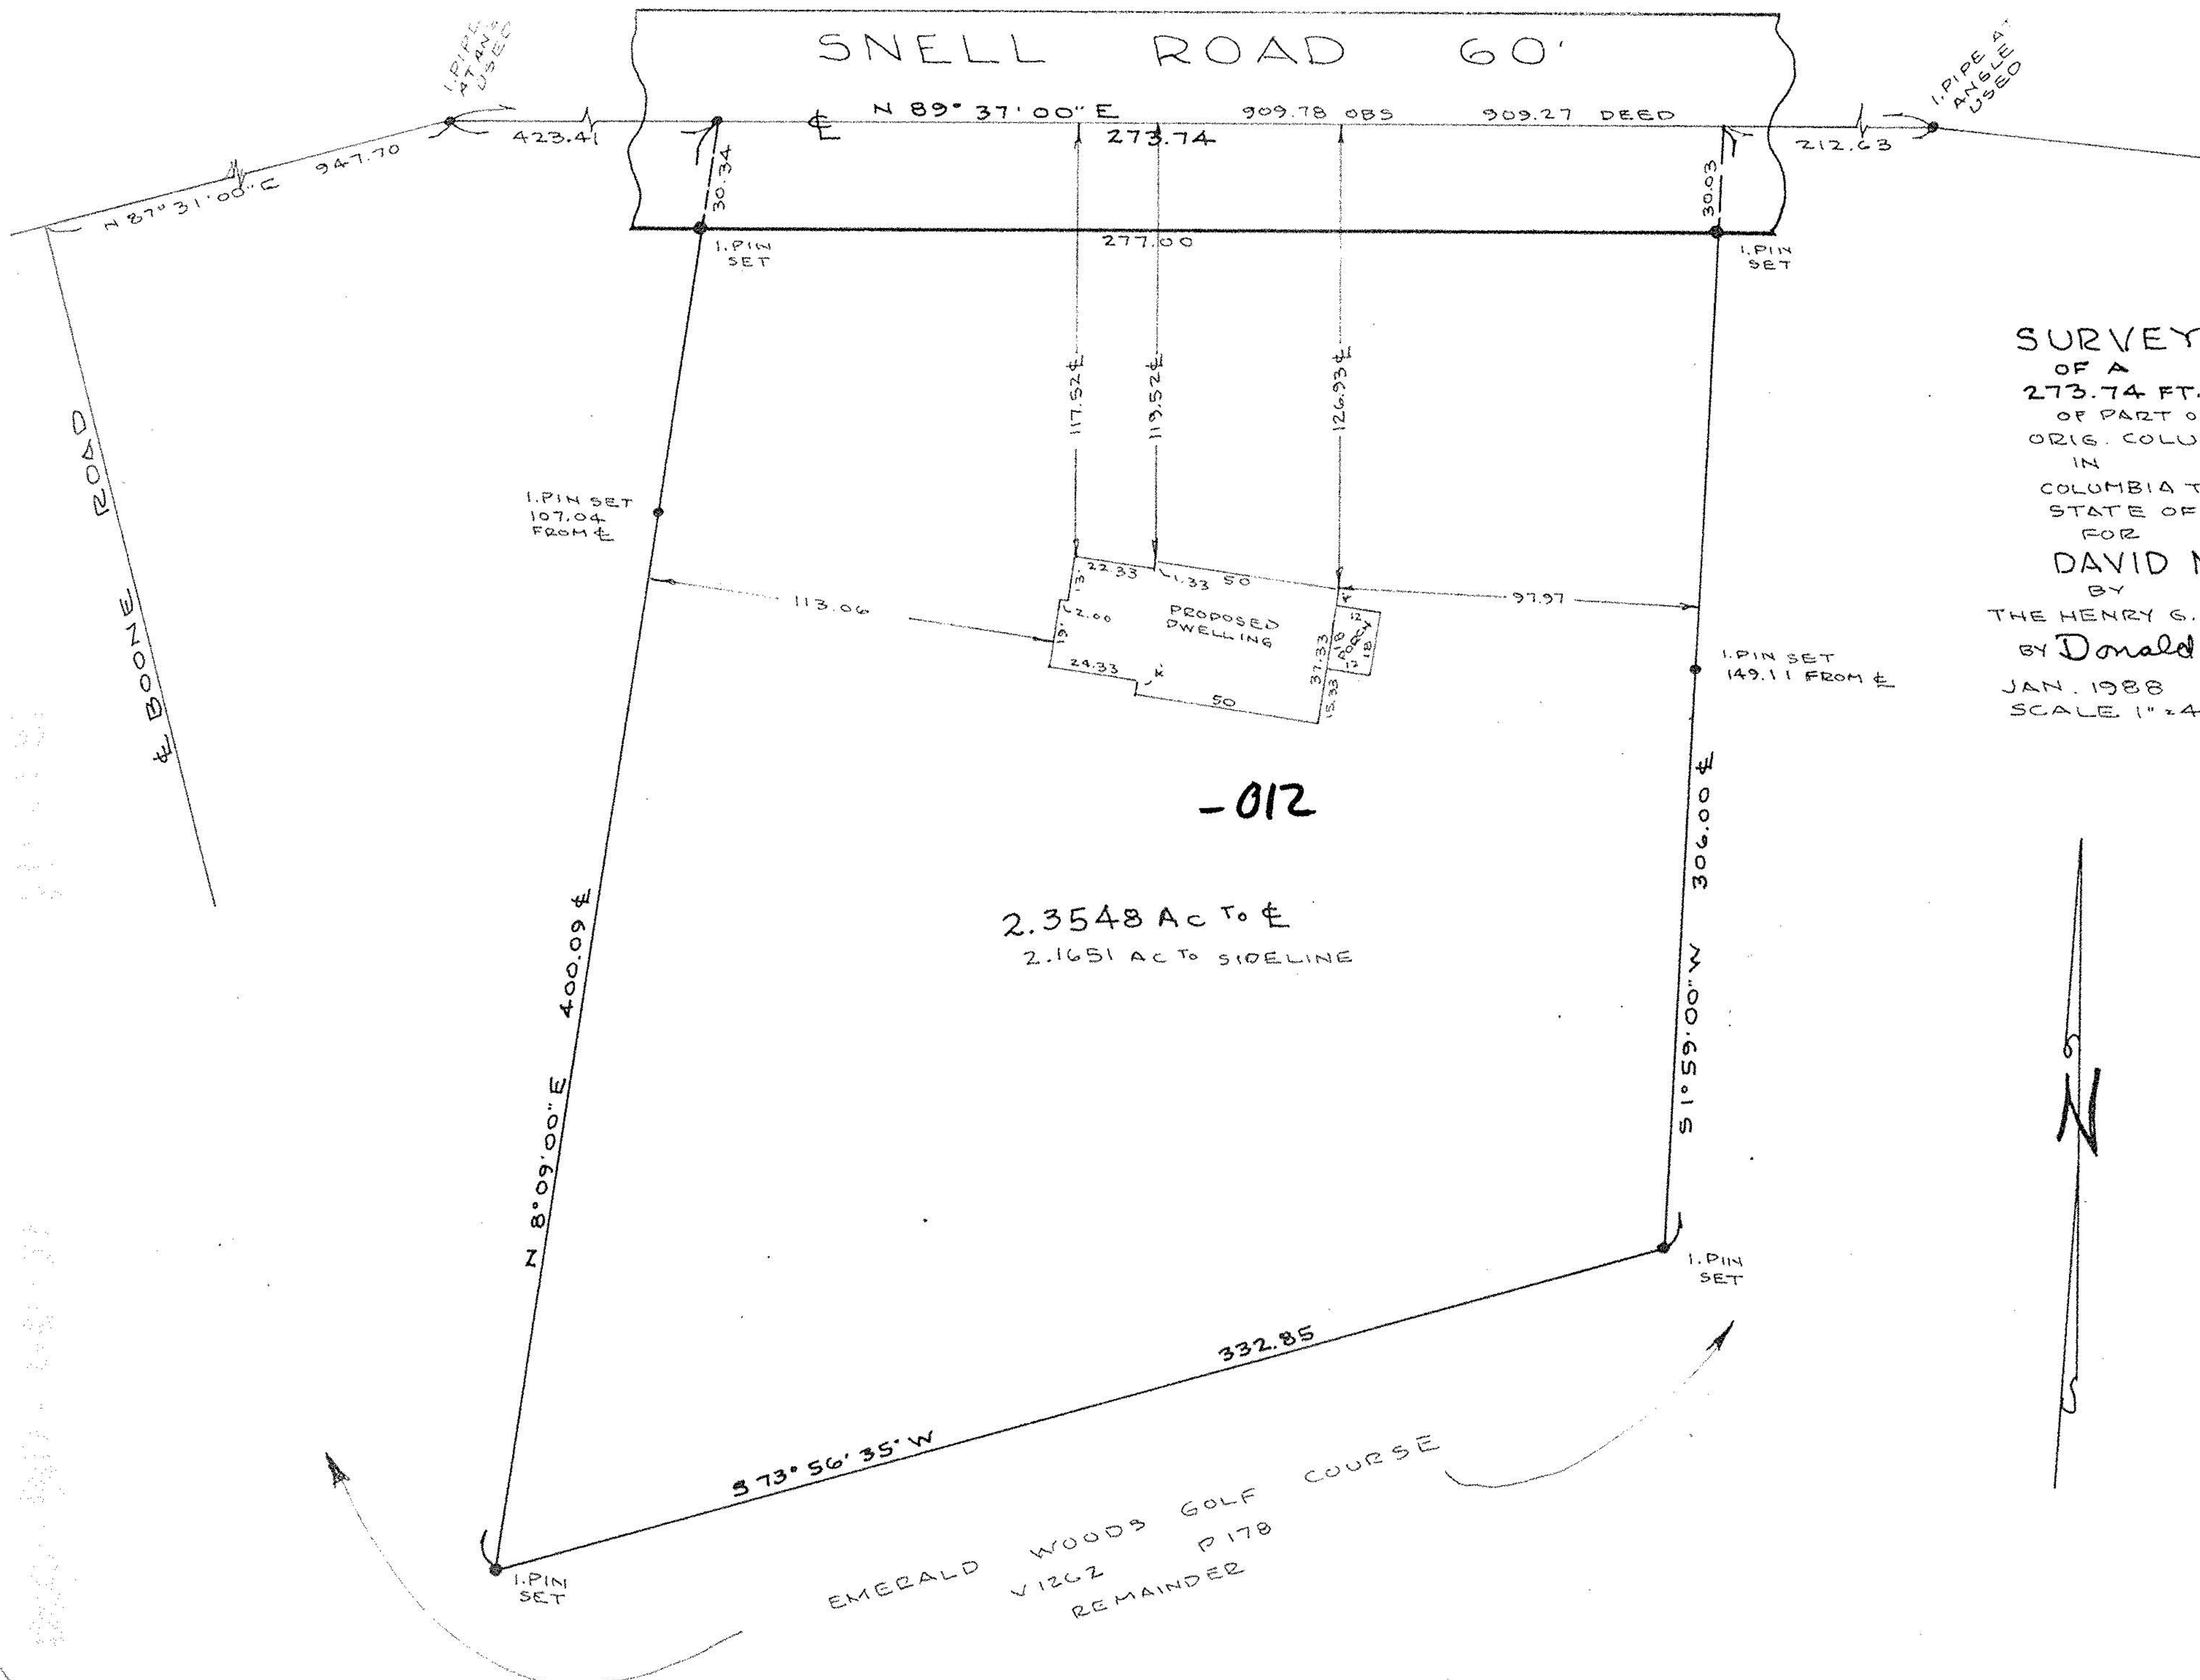 SNELL ROAD 60'
I.PIPE
AT ANG
USED
I.PIPE AT
ANGLE
USED
N 87° 31' 00" E 947.70
423.41
℄ N 89° 37' 00" E 909.78 OBS 909.27 DEED
273.74
212.63
30.34
30.03
I.PIN
SET
277.00
I.PIN
SET
℄ BOONE ROAD
117.52 ℄
119.52 ℄
126.93 ℄
I.PIN SET
107.04
FROM ℄
113.06
22.33
1.33 50
13'
2.00
19'
24.33
PROPOSED
DWELLING
4'
50
37.33
15.33
4
12
18
PORCH
18
12
97.97
I.PIN SET
149.11 FROM ℄
SURVEY
OF A
273.74 FT.
OF PART O
ORIG. COLU
IN
COLUMBIA T
STATE OF
FOR
DAVID
BY
THE HENRY G.
BY Donald
JAN. 1988
SCALE 1" = 4
-012
2.3548 AC TO ℄
2.1651 AC TO SIDELINE
N 8° 09' 00" E 400.09 ℄
S 1° 59' 00" W 306.00 ℄
N
I.PIN
SET
S 73° 56' 35" W 332.85
I.PIN
SET
EMERALD WOODS GOLF COURSE
V 1262 P 178
REMAINDER